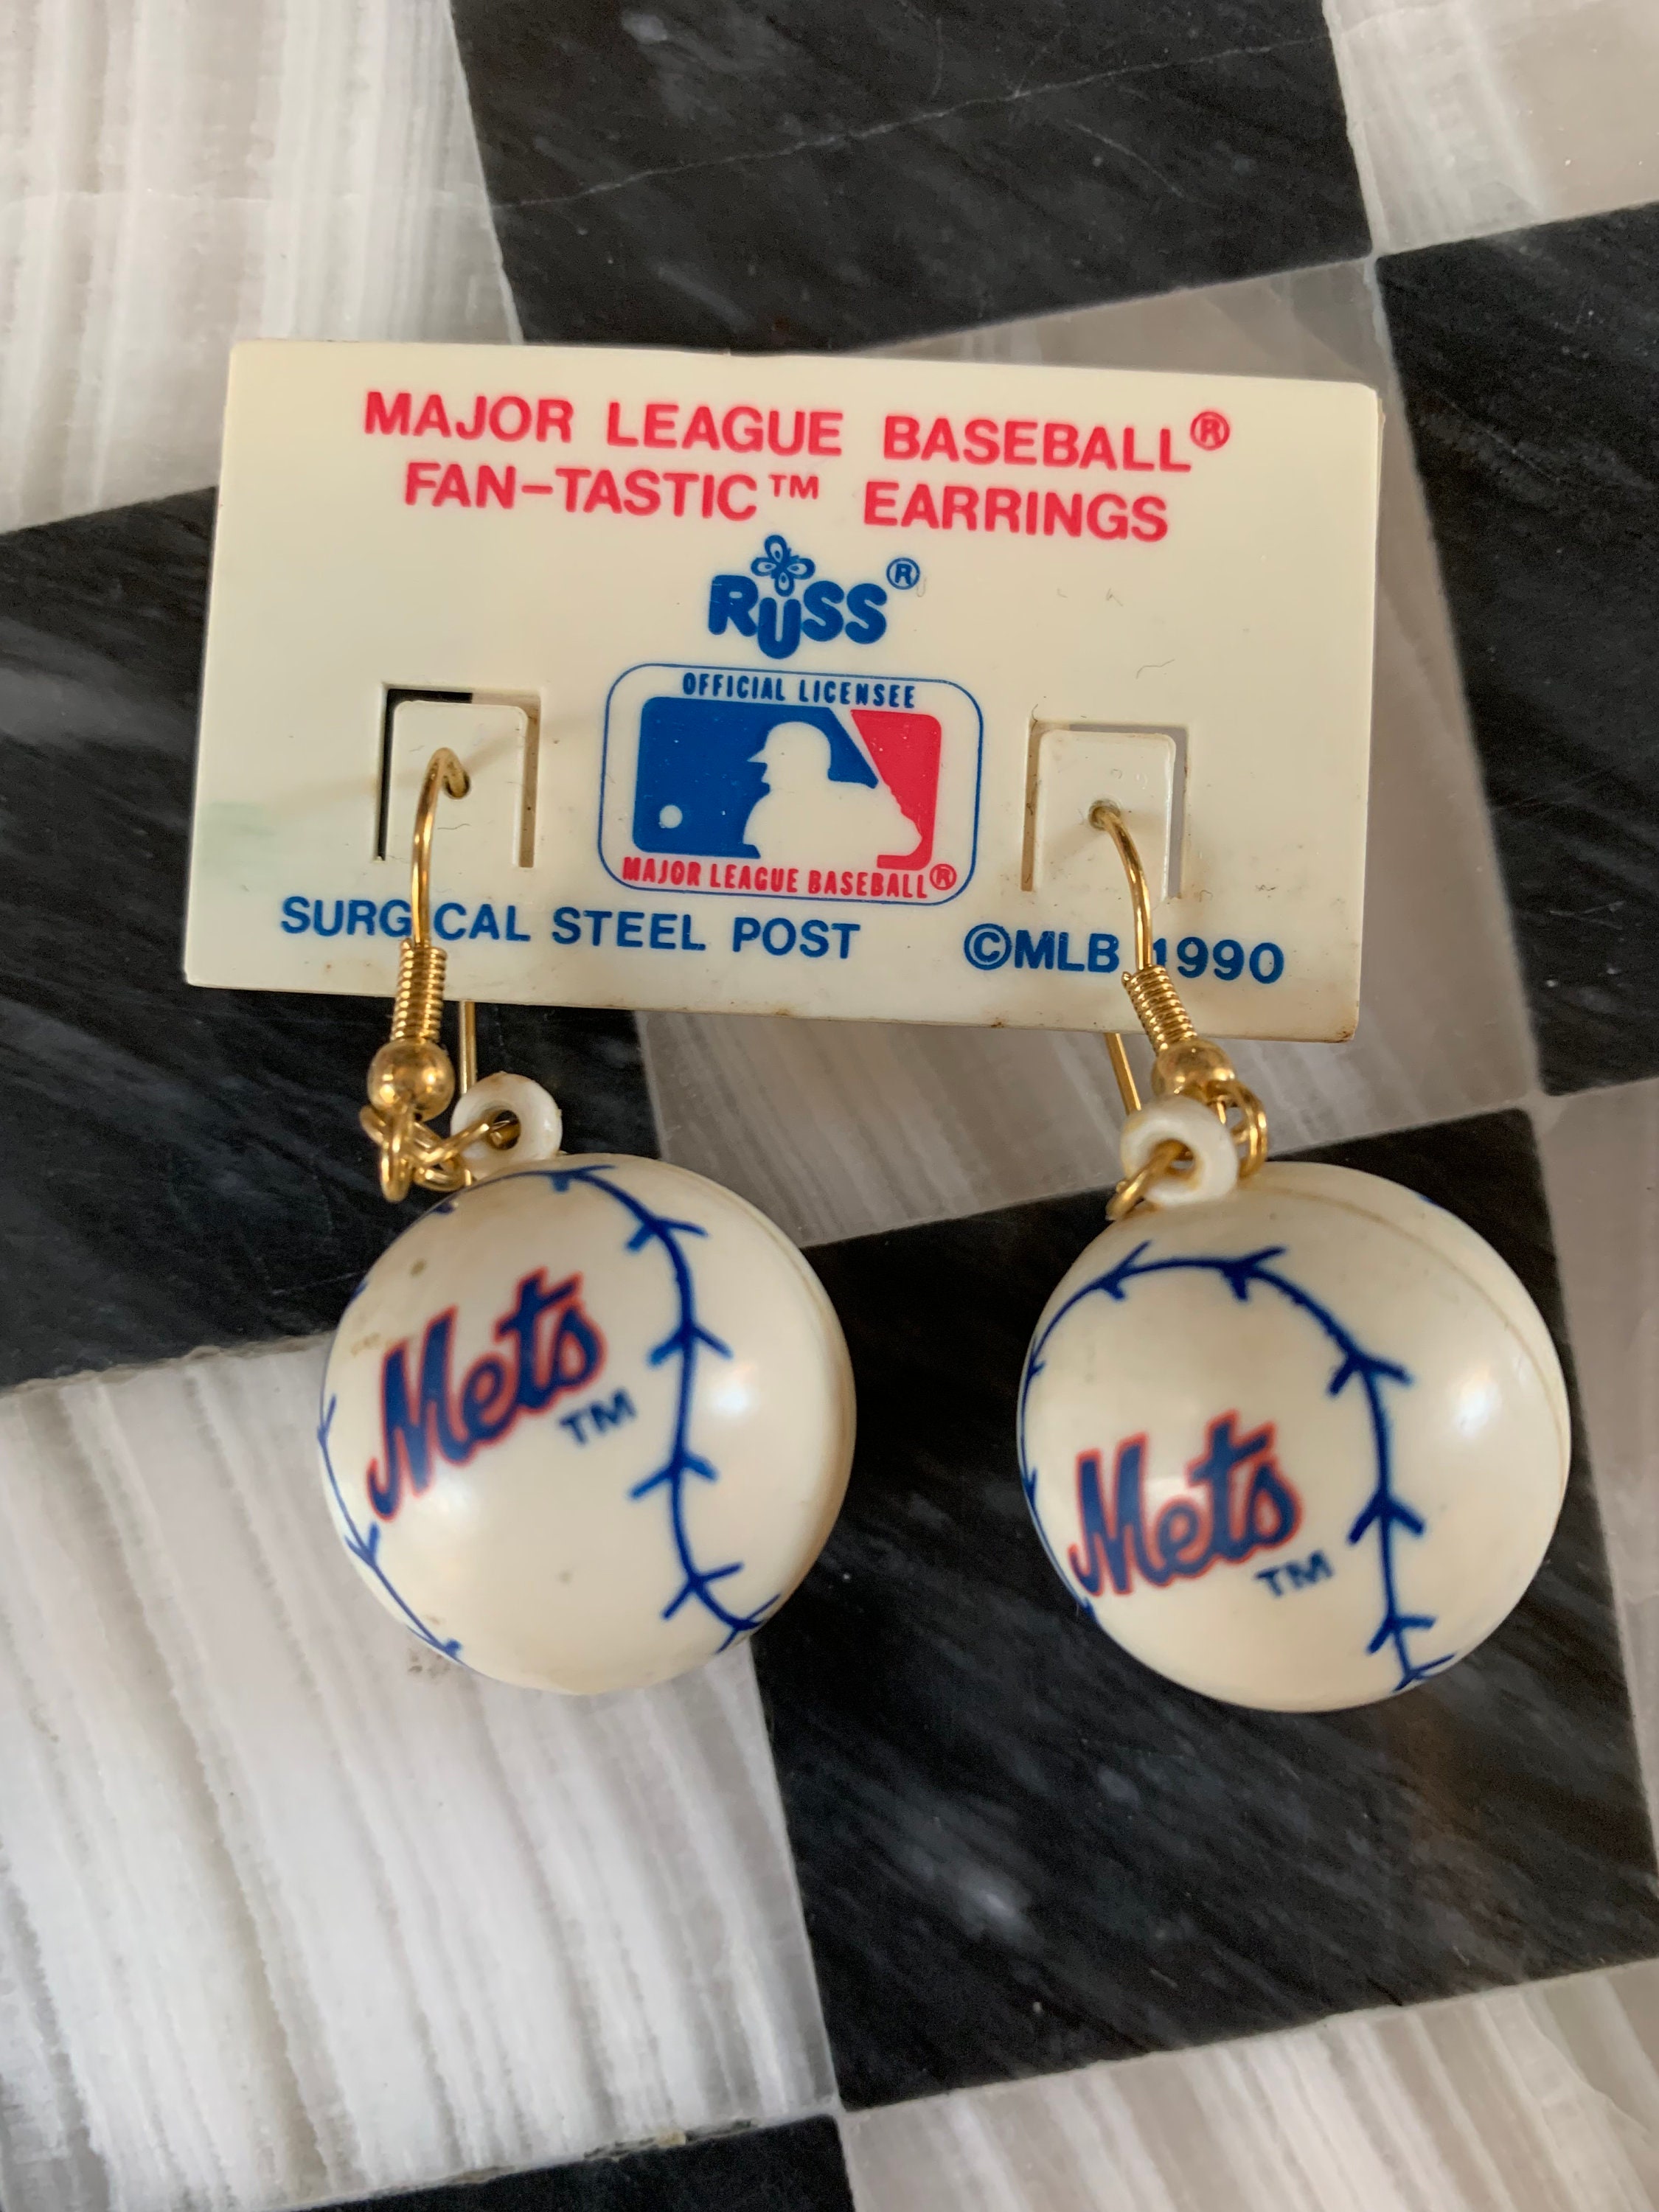 MAJOR LEAGUE BASEBALL®
FAN-TASTIC™ EARRINGS
RUSS®
OFFICIAL LICENSEE
MAJOR LEAGUE BASEBALL®
SURGICAL STEEL POST ©MLB 1990
Mets
TM
Mets
TM